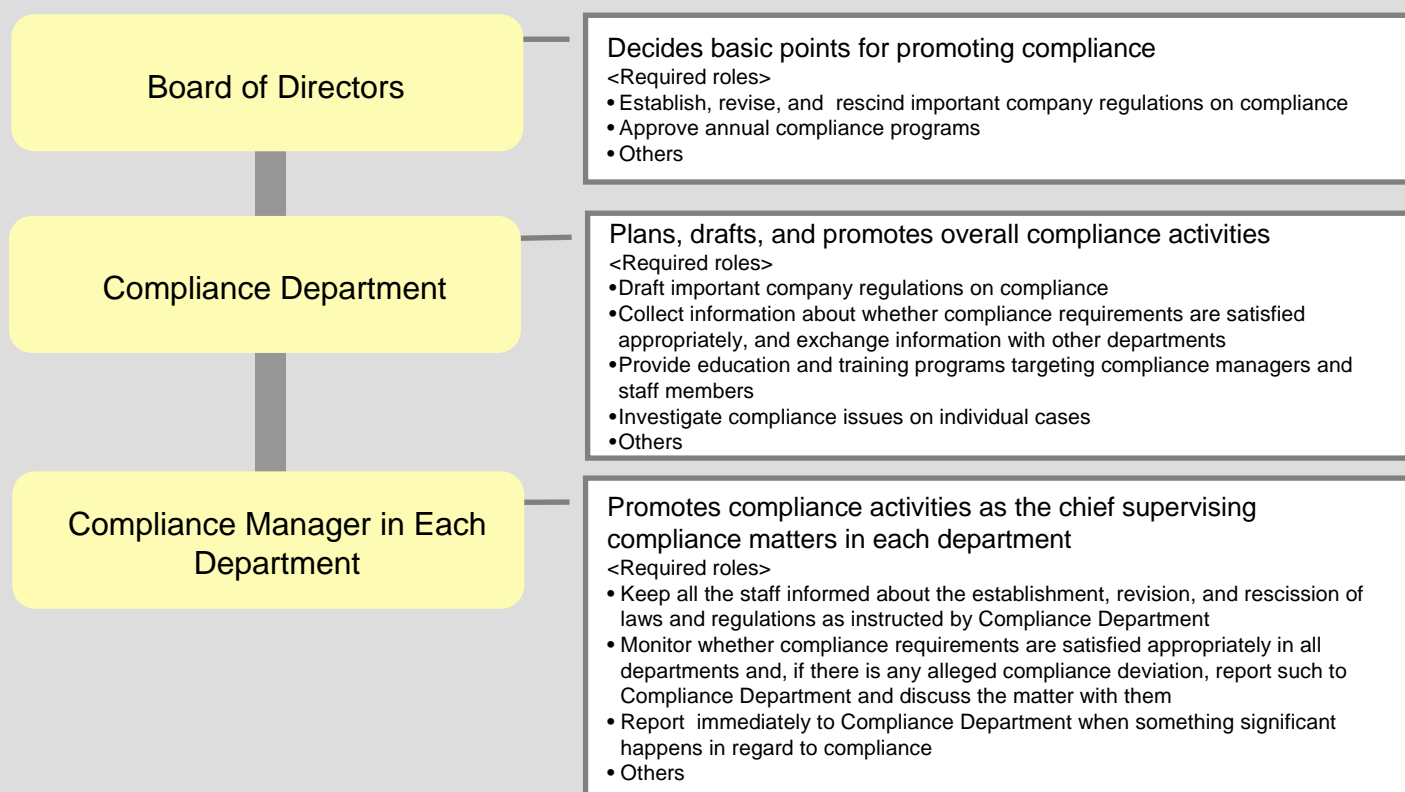 Board of Directors
Decides basic points for promoting compliance
<Required roles>
• Establish, revise, and rescind important company regulations on compliance
• Approve annual compliance programs
• Others
Compliance Department
Plans, drafts, and promotes overall compliance activities
<Required roles>
•Draft important company regulations on compliance
•Collect information about whether compliance requirements are satisfied
appropriately, and exchange information with other departments
•Provide education and training programs targeting compliance managers and
staff members
•Investigate compliance issues on individual cases
•Others
Compliance Manager in Each
Department
Promotes compliance activities as the chief supervising
compliance matters in each department
<Required roles>
• Keep all the staff informed about the establishment, revision, and rescission of
laws and regulations as instructed by Compliance Department
• Monitor whether compliance requirements are satisfied appropriately in all
departments and, if there is any alleged compliance deviation, report such to
Compliance Department and discuss the matter with them
• Report immediately to Compliance Department when something significant
happens in regard to compliance
• Others